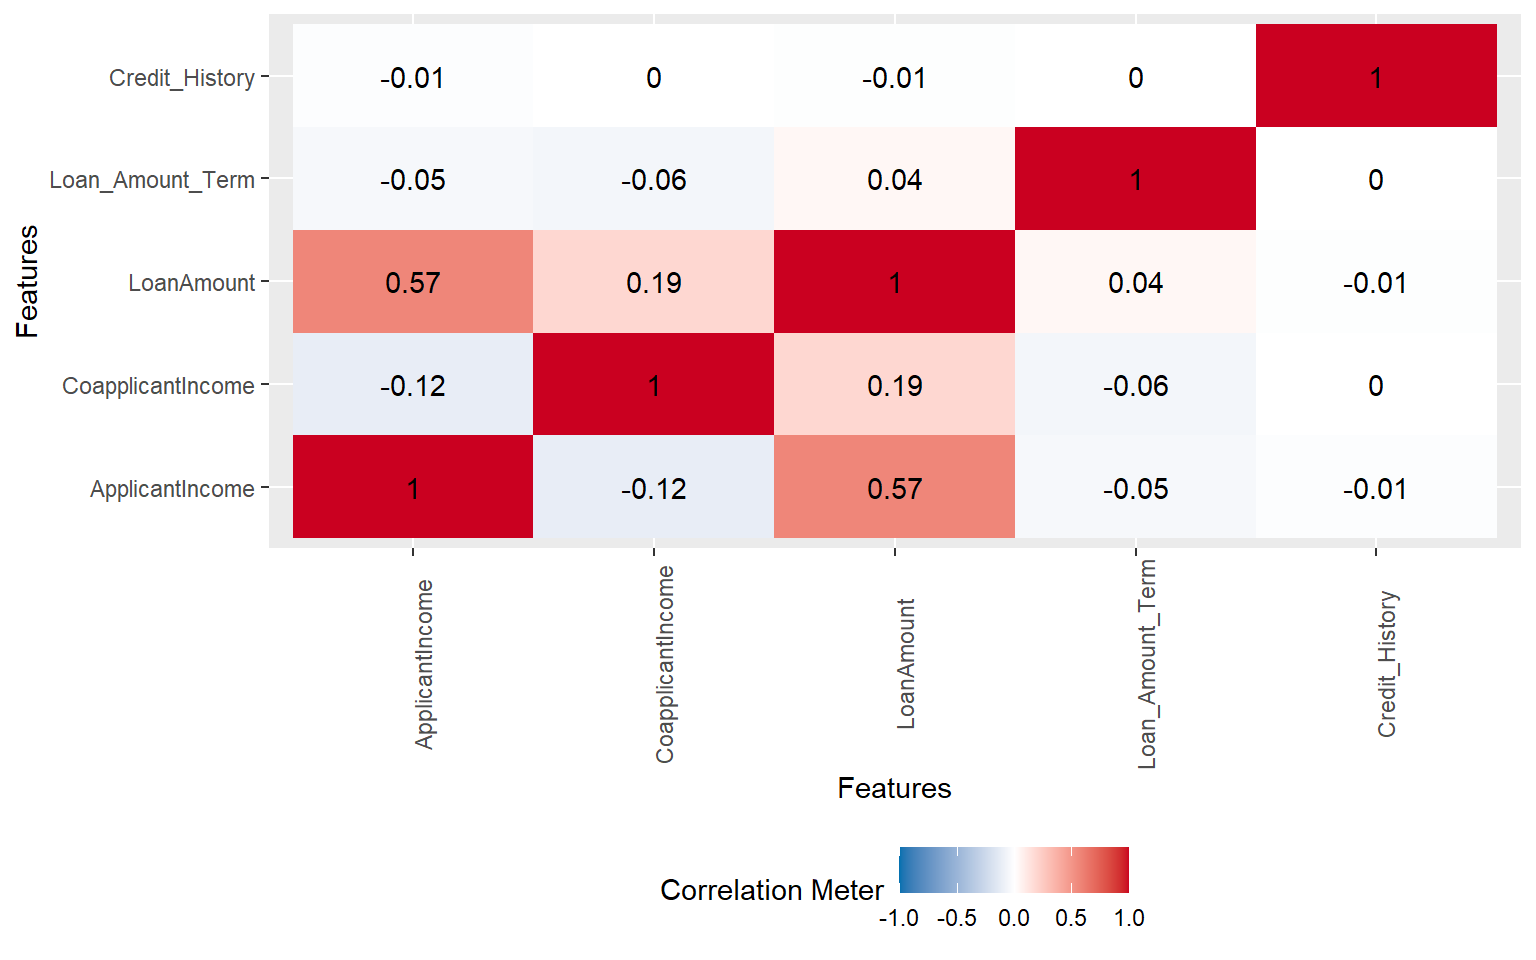 Features
Credit_History -0.01 0 -0.01 0 1
Loan_Amount_Term -0.05 -0.06 0.04 1 0
LoanAmount 0.57 0.19 1 0.04 -0.01
CoapplicantIncome -0.12 1 0.19 -0.06 0
ApplicantIncome 1 -0.12 0.57 -0.05 -0.01
ApplicantIncome
CoapplicantIncome
LoanAmount
Loan_Amount_Term
Credit_History
Features
Correlation Meter
-1.0 -0.5 0.0 0.5 1.0